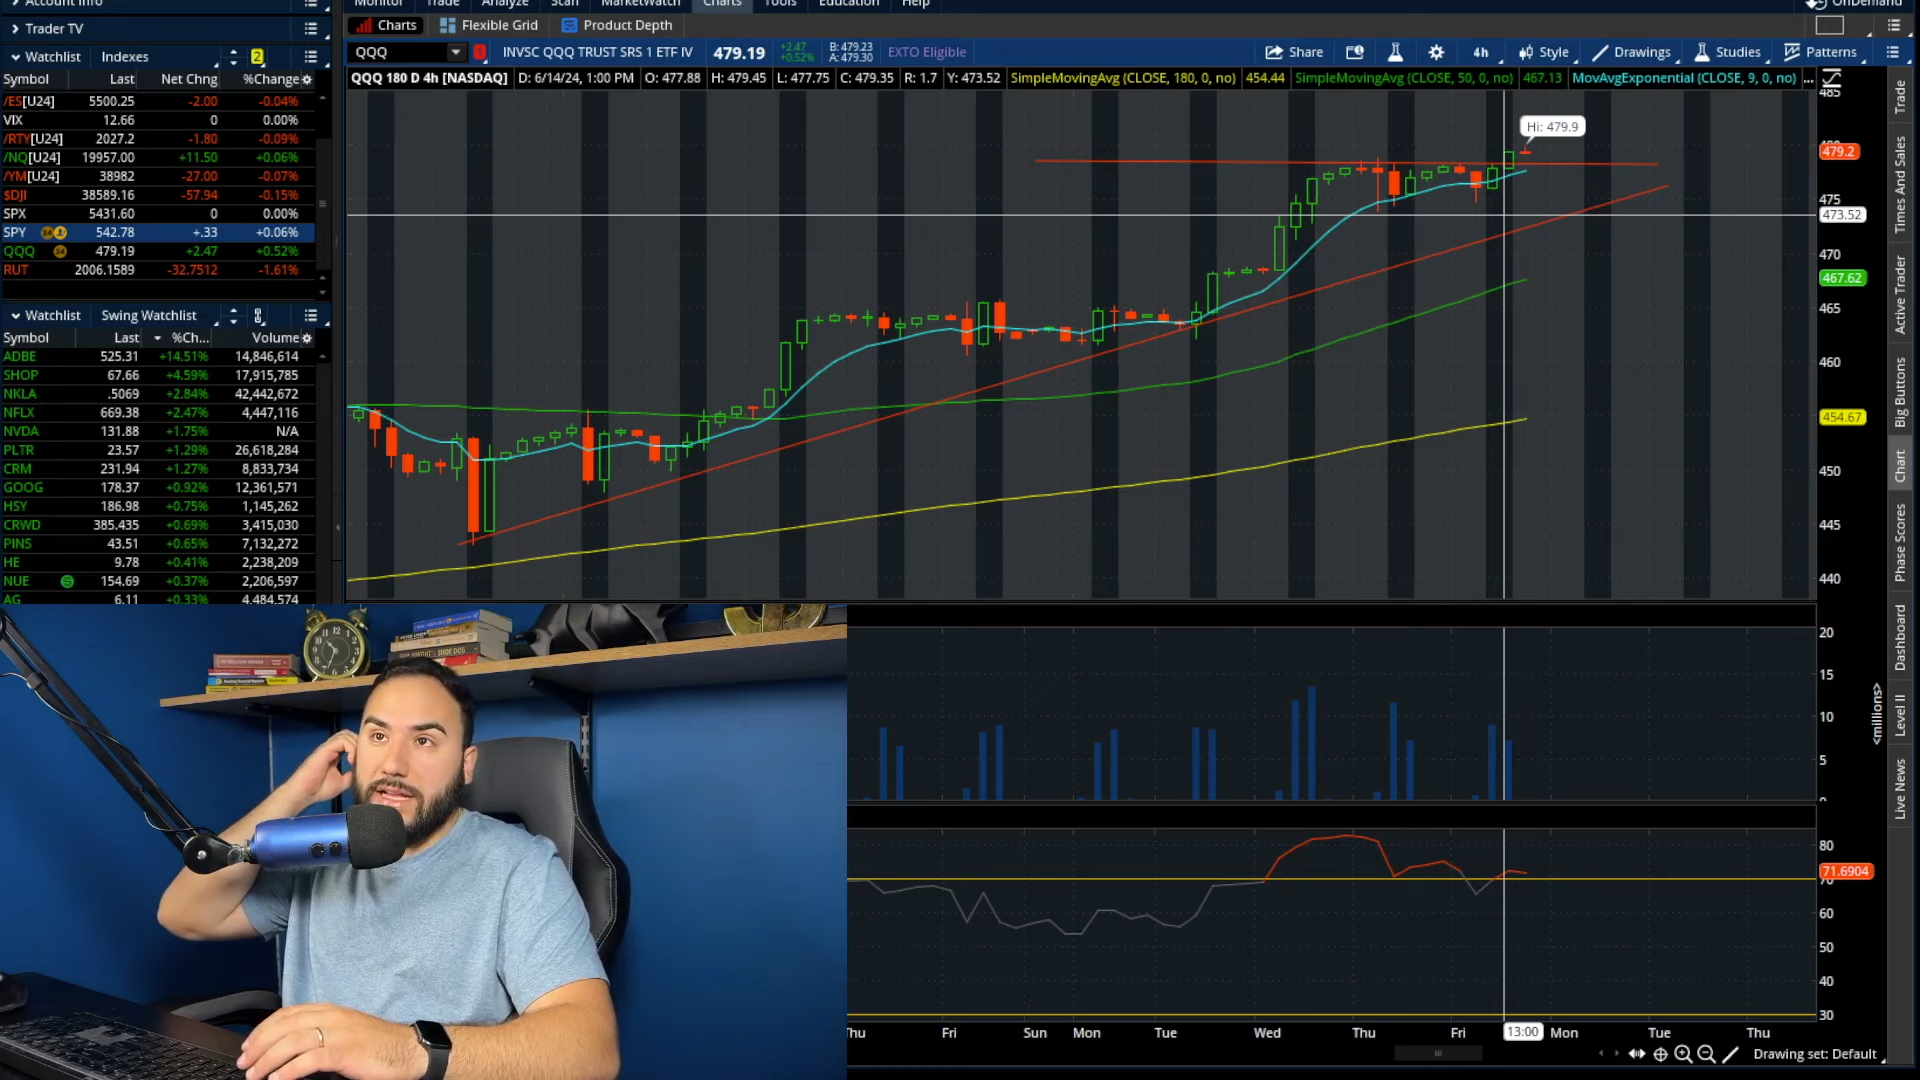 Account Info
Monitor Trade Analyze Scan MarketWatch Charts Tools Education Help
OnDemand
Trader TV
Charts Flexible Grid Product Depth
Watchlist Indexes 2
QQQ INVSC QQQ TRUST SRS 1 ETF IV 479.19 +2.47 +0.52% B: 479.23 A: 479.30 EXTO Eligible Share 4h Style Drawings Studies Patterns
Symbol Last Net Chng %Change
QQQ 180 D 4h [NASDAQ] D: 6/14/24, 1:00 PM O: 477.88 H: 479.45 L: 477.75 C: 479.35 R: 1.7 Y: 473.52 SimpleMovingAvg (CLOSE, 180, 0, no) 454.44 SimpleMovingAvg (CLOSE, 50, 0, no) 467.13 MovAvgExponential (CLOSE, 9, 0, no) ...
/ES[U24] 5500.25 -2.00 -0.04%
VIX 12.66 0 0.00%
/RTY[U24] 2027.2 -1.80 -0.09%
/NQ[U24] 19957.00 +11.50 +0.06%
/YM[U24] 38982 -27.00 -0.07%
$DJI 38589.16 -57.94 -0.15%
SPX 5431.60 0 0.00%
SPY 542.78 +.33 +0.06%
QQQ 479.19 +2.47 +0.52%
RUT 2006.1589 -32.7512 -1.61%
Watchlist Swing Watchlist
Symbol Last %Ch... Volume
ADBE 525.31 +14.51% 14,846,614
SHOP 67.66 +4.59% 17,915,785
NKLA .5069 +2.84% 42,442,672
NFLX 669.38 +2.47% 4,447,116
NVDA 131.88 +1.75% N/A
PLTR 23.57 +1.29% 26,618,284
CRM 231.94 +1.27% 8,833,734
GOOG 178.37 +0.92% 12,361,571
HSY 186.98 +0.75% 1,145,262
CRWD 385.435 +0.69% 3,415,030
PINS 43.51 +0.65% 7,132,272
HE 9.78 +0.41% 2,238,209
NUE 154.69 +0.37% 2,206,597
AG 6.11 +0.33% 4,484,574
Hi: 479.9
485
479.2
475
473.52
470
467.62
465
460
454.67
450
445
440
20
15
10
5
<millions>
80
71.6904
70
60
50
40
30
Thu Fri Sun Mon Tue Wed Thu Fri 13:00 Mon Tue Thu
Drawing set: Default
Trade
Times And Sales
Active Trader
Big Buttons
Chart
Phase Scores
Dashboard
Level II
Live News
SHOE DOG